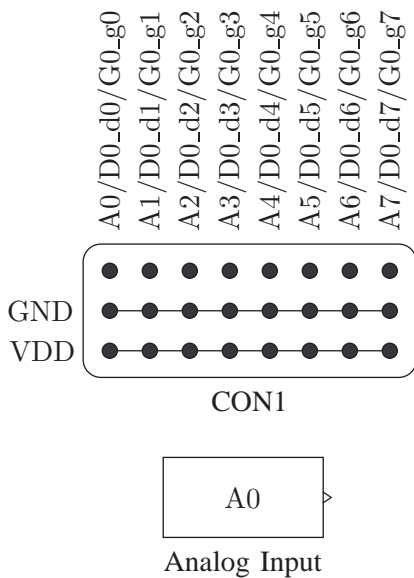 A0/D0_d0/G0_g0
A1/D0_d1/G0_g1
A2/D0_d2/G0_g2
A3/D0_d3/G0_g3
A4/D0_d4/G0_g4
A5/D0_d5/G0_g5
A6/D0_d6/G0_g6
A7/D0_d7/G0_g7
GND
VDD
CON1
A0
Analog Input